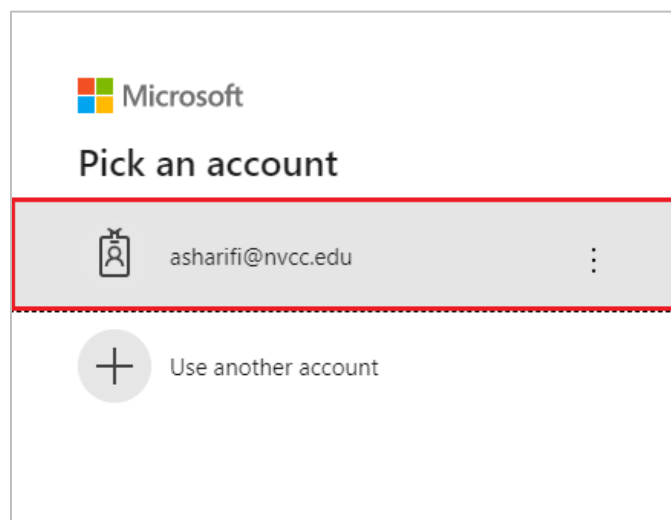 Microsoft
Pick an account
asharifi@nvcc.edu
Use another account